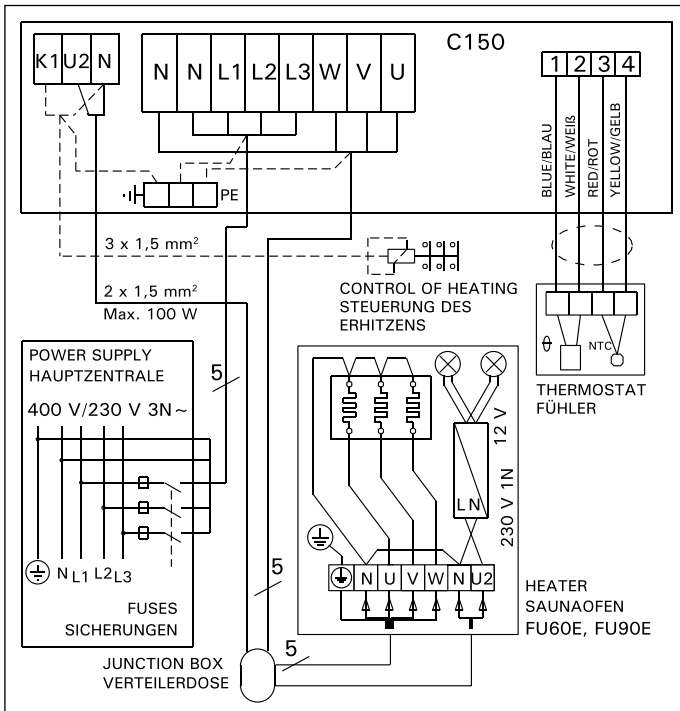 C150
K1 U2 N
N N L1 L2 L3 W V U
1 2 3 4
BLUE/BLAU
WHITE/WEIß
RED/ROT
YELLOW/GELB
PE
3 x 1,5 mm²
2 x 1,5 mm²
Max. 100 W
CONTROL OF HEATING
STEUERUNG DES
ERHITZENS
NTC
THERMOSTAT
FÜHLER
POWER SUPPLY
HAUPTZENTRALE
400 V/230 V 3N~
5
N L1 L2 L3
FUSES
SICHERUNGEN
12 V
L N
230 V 1N
N U V W N U2
HEATER
SAUNAOFEN
FU60E, FU90E
5
5
JUNCTION BOX
VERTEILERDOSE